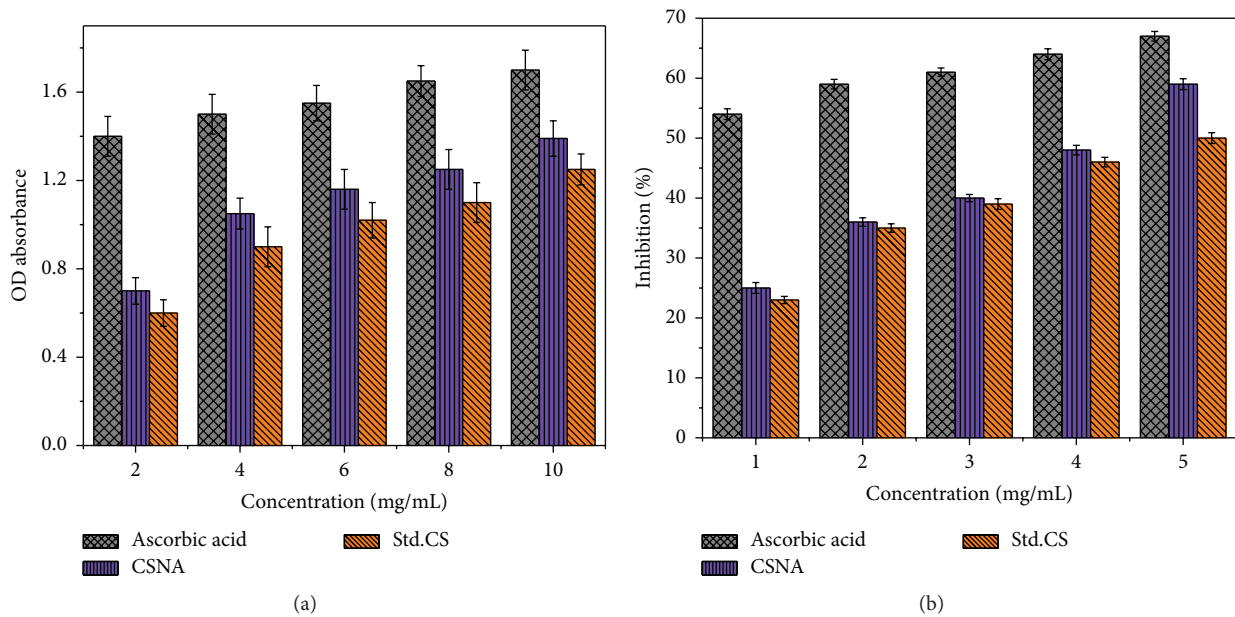 OD absorbance
1.6
1.2
0.8
0.4
0.0
2 4 6 8 10
Concentration (mg/mL)
Ascorbic acid
CSNA
Std.CS
(a)
Inhibition (%)
70
60
50
40
30
20
10
0
1 2 3 4 5
Concentration (mg/mL)
Ascorbic acid
CSNA
Std.CS
(b)